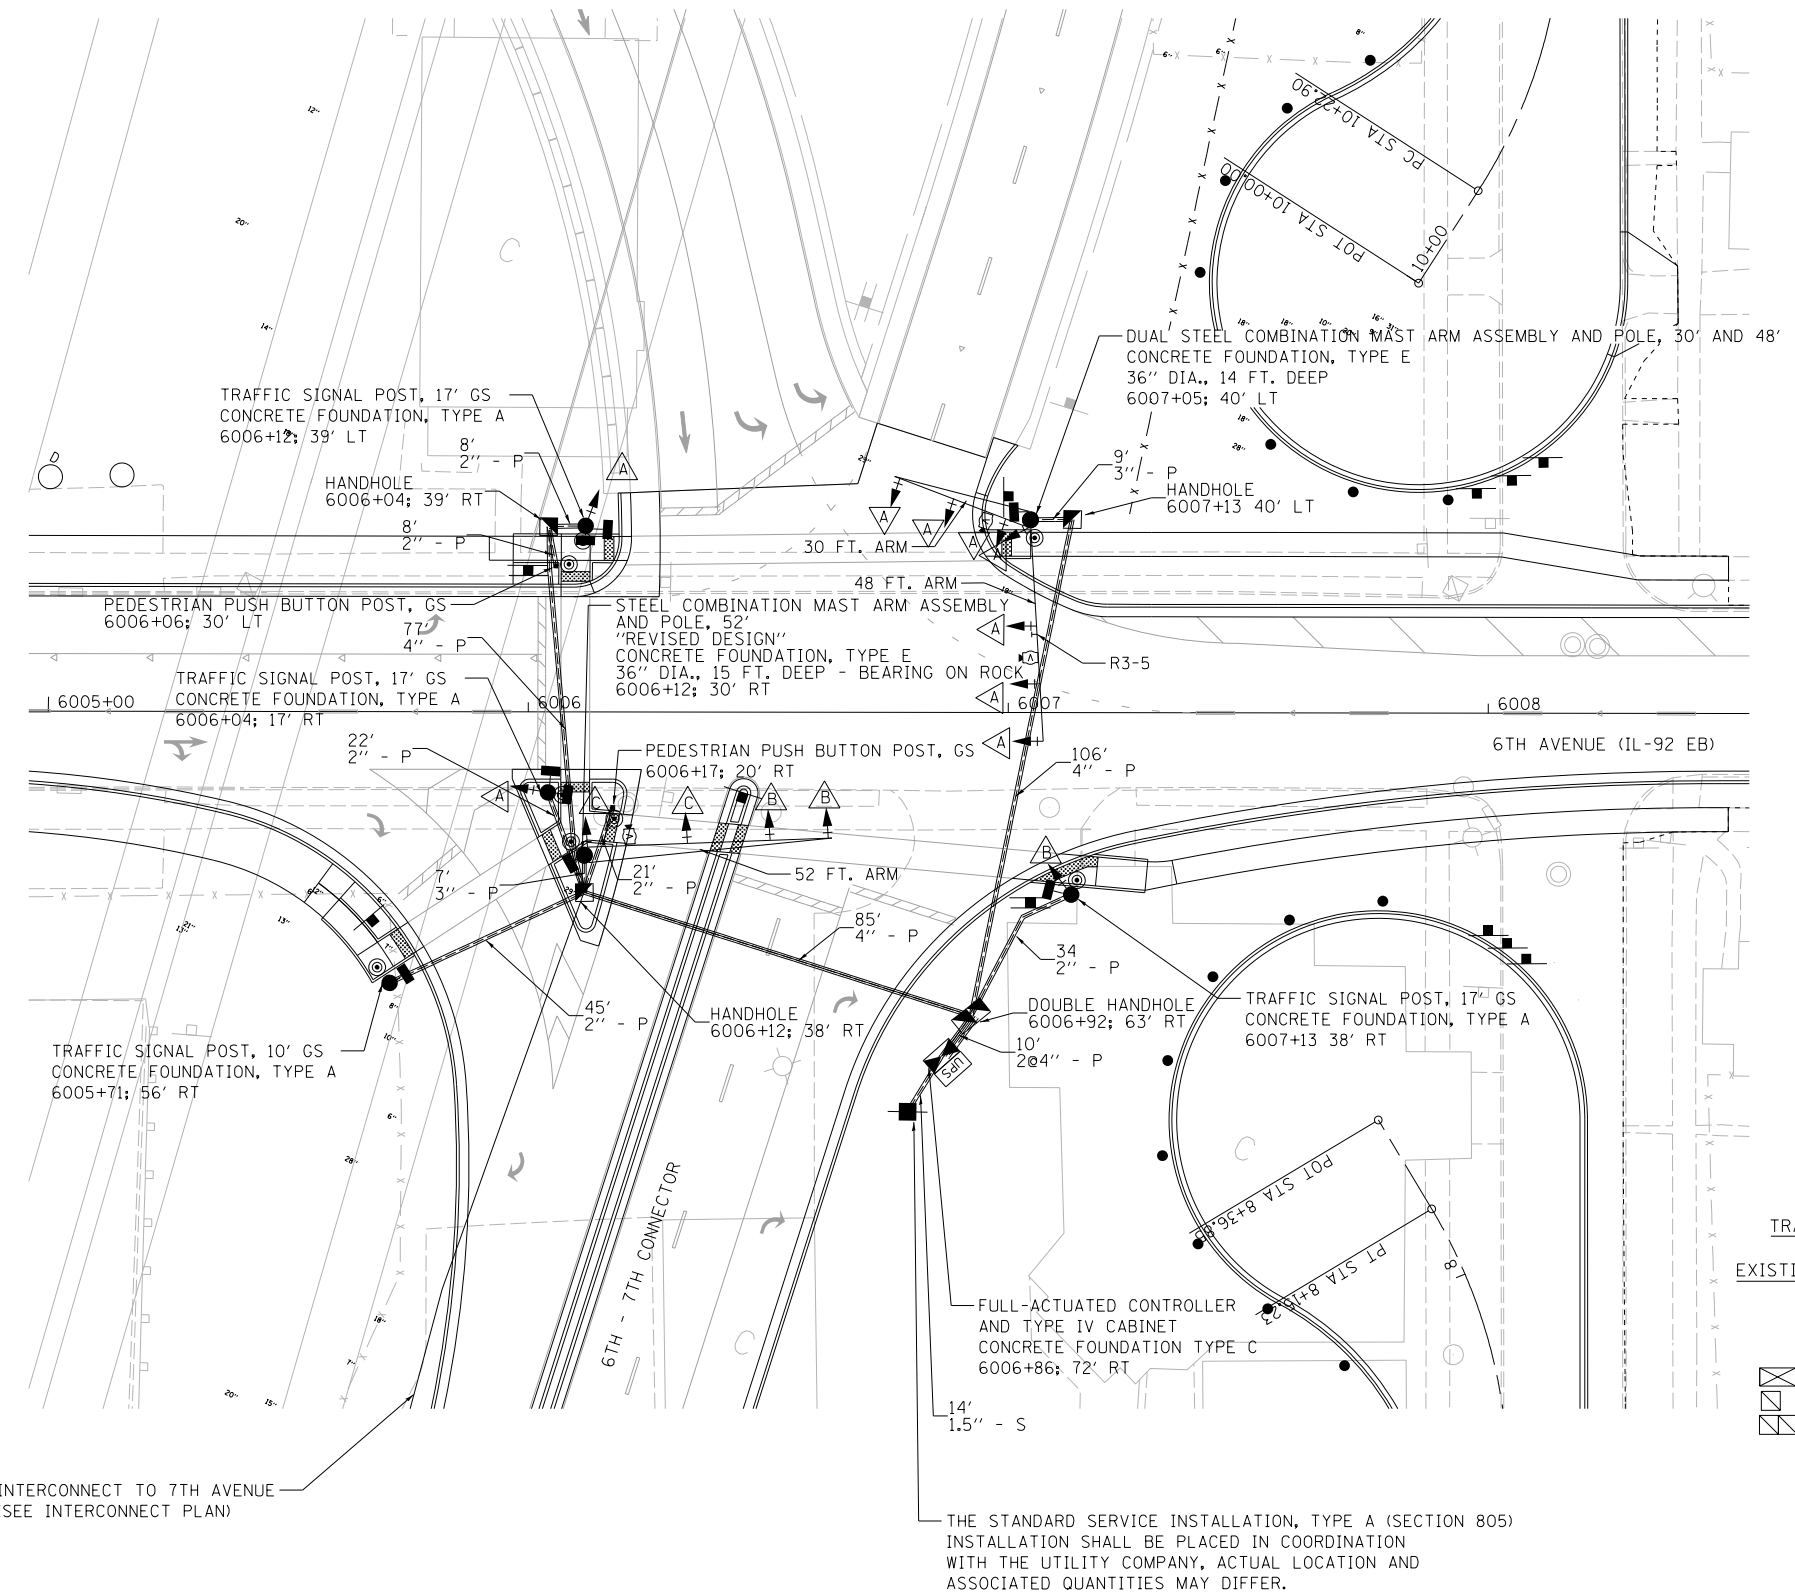 PC STA 10+22.90
POT STA 10+00.00
10+00
DUAL STEEL COMBINATION MAST ARM ASSEMBLY AND POLE, 30' AND 48'
CONCRETE FOUNDATION, TYPE E
36" DIA., 14 FT. DEEP
6007+05; 40' LT
TRAFFIC SIGNAL POST, 17' GS
CONCRETE FOUNDATION, TYPE A
6006+12; 39' LT
8'
2" - P
A
HANDHOLE
6006+04; 39' RT
8'
2" - P
9'
3" - P
HANDHOLE
6007+13 40' LT
A
A
A
A
30 FT. ARM
48 FT. ARM
PEDESTRIAN PUSH BUTTON POST, GS
6006+06; 30' LT
77'
4" - P
STEEL COMBINATION MAST ARM ASSEMBLY
AND POLE, 52'
"REVISED DESIGN"
CONCRETE FOUNDATION, TYPE E
36" DIA., 15 FT. DEEP - BEARING ON ROCK
6006+12; 30' RT
A
R3-5
A
A
TRAFFIC SIGNAL POST, 17' GS
CONCRETE FOUNDATION, TYPE A
6006+04; 17' RT
6005+00
6006
6007
6008
6TH AVENUE (IL-92 EB)
22'
2" - P
PEDESTRIAN PUSH BUTTON POST, GS
6006+17; 20' RT
106'
4" - P
A
C
C
B
B
B
7'
3" - P
21'
2" - P
52 FT. ARM
85'
4" - P
34
2" - P
45'
2" - P
HANDHOLE
6006+12; 38' RT
DOUBLE HANDHOLE
6006+92; 63' RT
10'
2@4" - P
UPS
TRAFFIC SIGNAL POST, 17' GS
CONCRETE FOUNDATION, TYPE A
6007+13 38' RT
TRAFFIC SIGNAL POST, 10' GS
CONCRETE FOUNDATION, TYPE A
6005+71; 56' RT
6TH - 7TH CONNECTOR
POT STA 8+36.88
PT STA 8+15.23
8
TRA
EXISTI
FULL-ACTUATED CONTROLLER
AND TYPE IV CABINET
CONCRETE FOUNDATION TYPE C
6006+86; 72' RT
14'
1.5" - S
INTERCONNECT TO 7TH AVENUE
(SEE INTERCONNECT PLAN)
THE STANDARD SERVICE INSTALLATION, TYPE A (SECTION 805)
INSTALLATION SHALL BE PLACED IN COORDINATION
WITH THE UTILITY COMPANY, ACTUAL LOCATION AND
ASSOCIATED QUANTITIES MAY DIFFER.